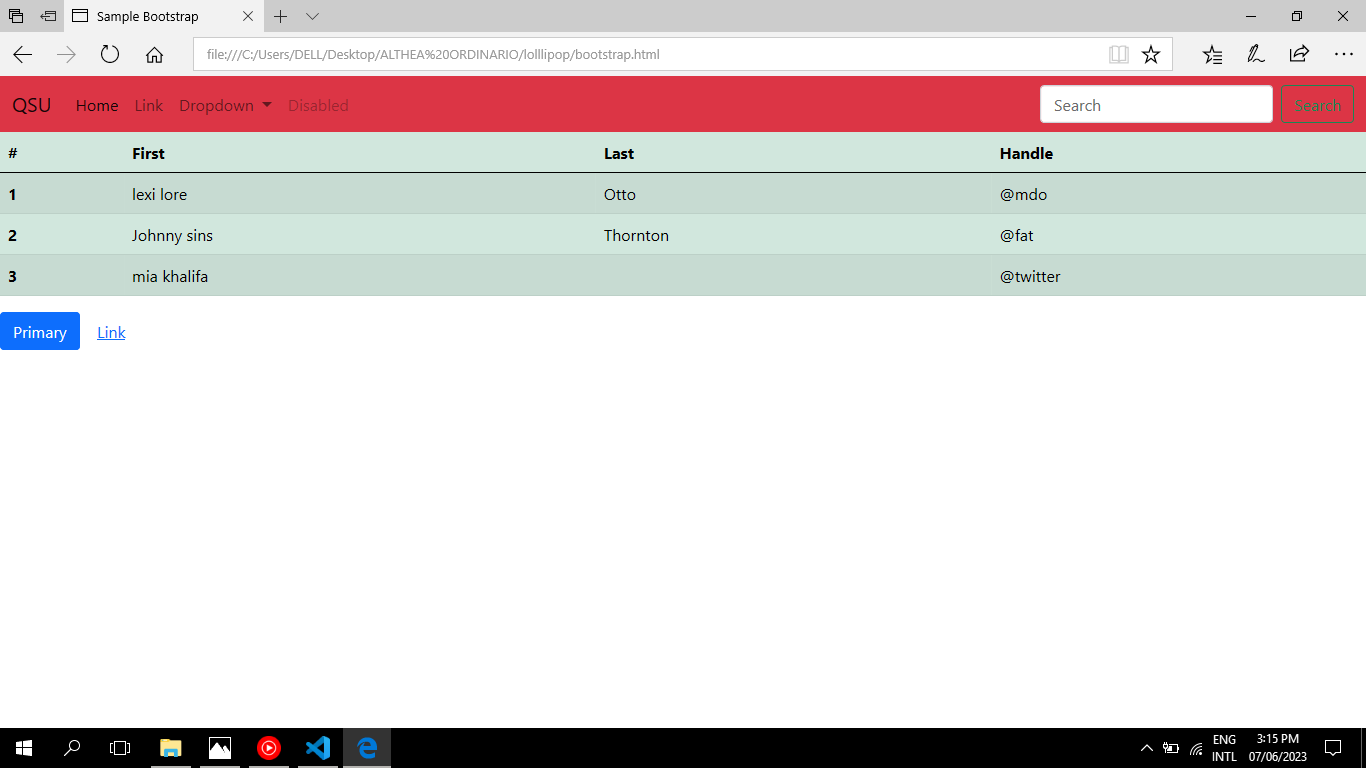 Sample Bootstrap
file:///C:/Users/DELL/Desktop/ALTHEA%20ORDINARIO/lolllipop/bootstrap.html
QSU Home Link Dropdown Disabled Search Search
# First Last Handle
1 lexi lore Otto @mdo
2 Johnny sins Thornton @fat
3 mia khalifa @twitter
Primary Link
ENG 3:15 PM
INTL 07/06/2023